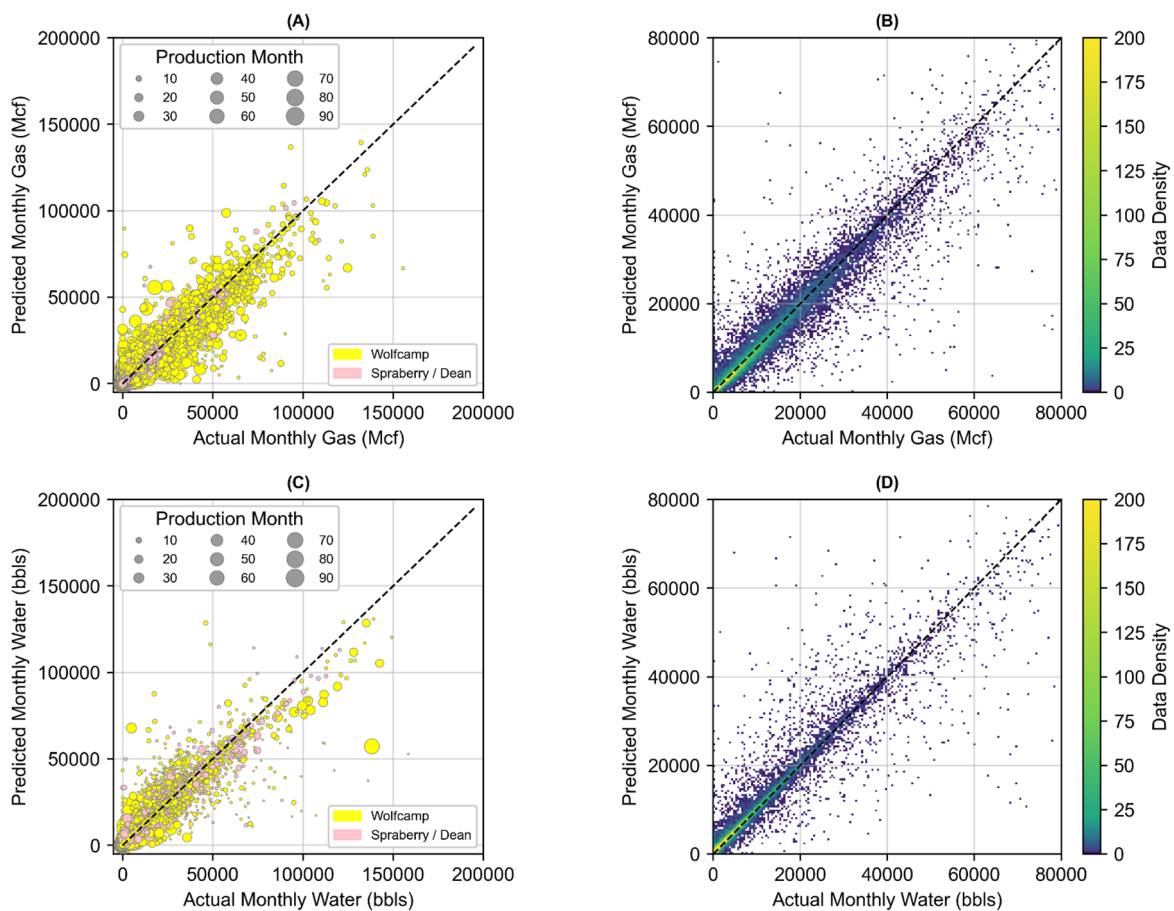 (A)
Predicted Monthly Gas (Mcf)
200000
150000
100000
50000
0
Production Month
10 40 70
20 50 80
30 60 90
Wolfcamp
Spraberry / Dean
0 50000 100000 150000 200000
Actual Monthly Gas (Mcf)
(B)
Predicted Monthly Gas (Mcf)
80000
60000
40000
20000
0
0 20000 40000 60000 80000
Actual Monthly Gas (Mcf)
200
175
150
125
100
75
50
25
0
Data Density
(C)
Predicted Monthly Water (bbls)
200000
150000
100000
50000
0
Production Month
10 40 70
20 50 80
30 60 90
Wolfcamp
Spraberry / Dean
0 50000 100000 150000 200000
Actual Monthly Water (bbls)
(D)
Predicted Monthly Water (bbls)
80000
60000
40000
20000
0
0 20000 40000 60000 80000
Actual Monthly Water (bbls)
200
175
150
125
100
75
50
25
0
Data Density